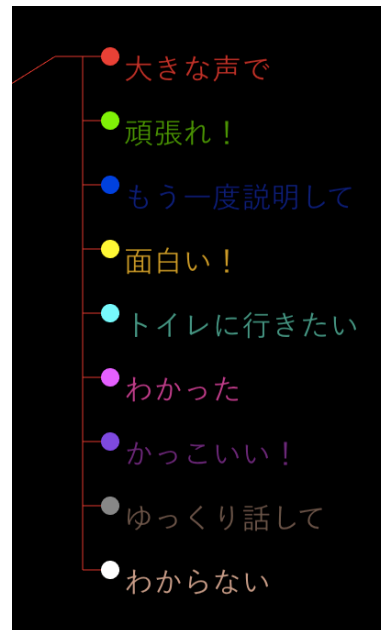 大きな声で
頑張れ！
もう一度説明して
面白い！
トイレに行きたい
わかった
かっこいい！
ゆっくり話して
わからない